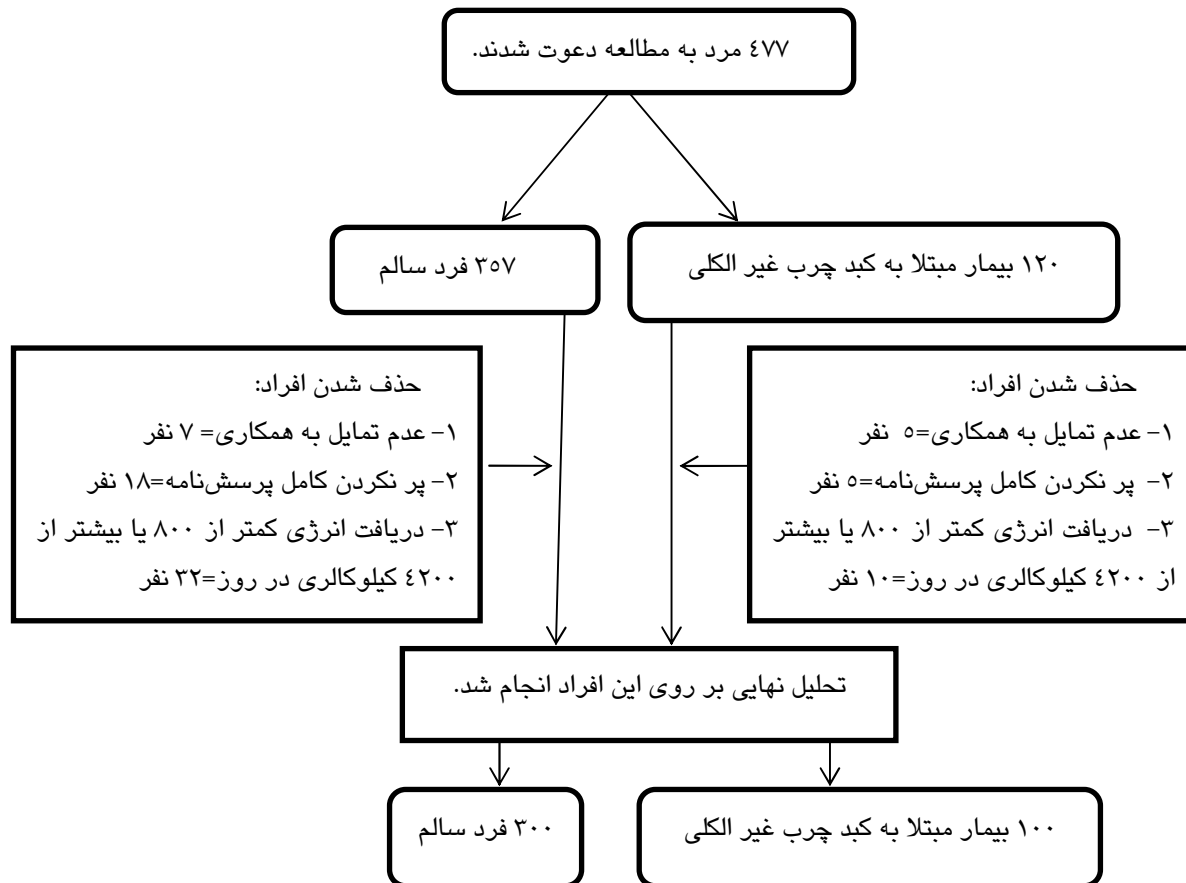 ٤٧٧ مرد به مطالعه دعوت شدند.
١٢٠ بیمار مبتلا به کبد چرب غیر الکلی
٣٥٧ فرد سالم
حذف شدن افراد:
١- عدم تمایل به همکاری=٥ نفر
٢- پر نکردن کامل پرسش‌نامه=٥ نفر
٣- دریافت انرژی کمتر از ٨٠٠ یا بیشتر
از ٤٢٠٠ کیلوکالری در روز=١٠ نفر
حذف شدن افراد:
١- عدم تمایل به همکاری= ٧ نفر
٢- پر نکردن کامل پرسش‌نامه=١٨ نفر
٣- دریافت انرژی کمتر از ٨٠٠ یا بیشتر از
٤٢٠٠ کیلوکالری در روز=٣٢ نفر
تحلیل نهایی بر روی این افراد انجام شد.
١٠٠ بیمار مبتلا به کبد چرب غیر الکلی
٣٠٠ فرد سالم